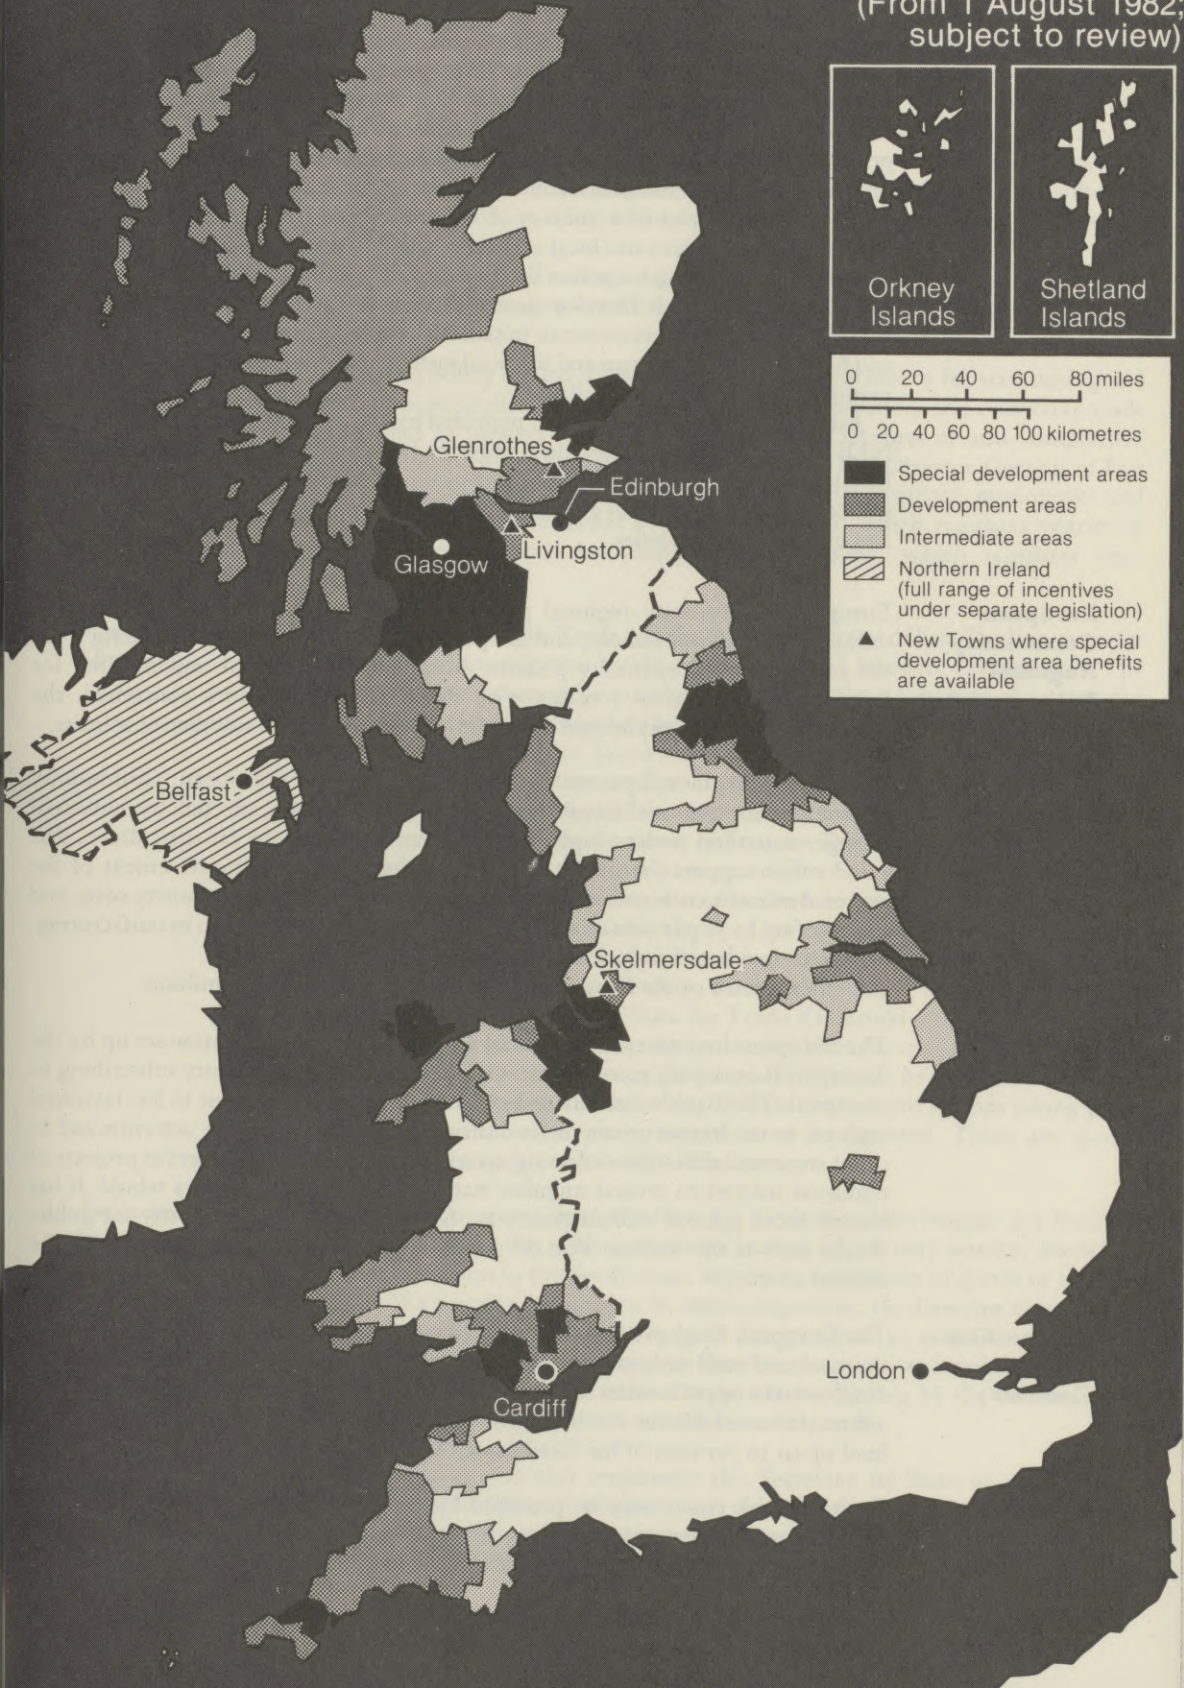 (From 1 August 1982;
subject to review)
Orkney
Islands
Shetland
Islands
0 20 40 60 80 miles
0 20 40 60 80 100 kilometres
Special development areas
Development areas
Intermediate areas
Northern Ireland
(full range of incentives
under separate legislation)
New Towns where special
development area benefits
are available
Glenrothes
Edinburgh
Livingston
Glasgow
Belfast
Skelmersdale
London
Cardiff